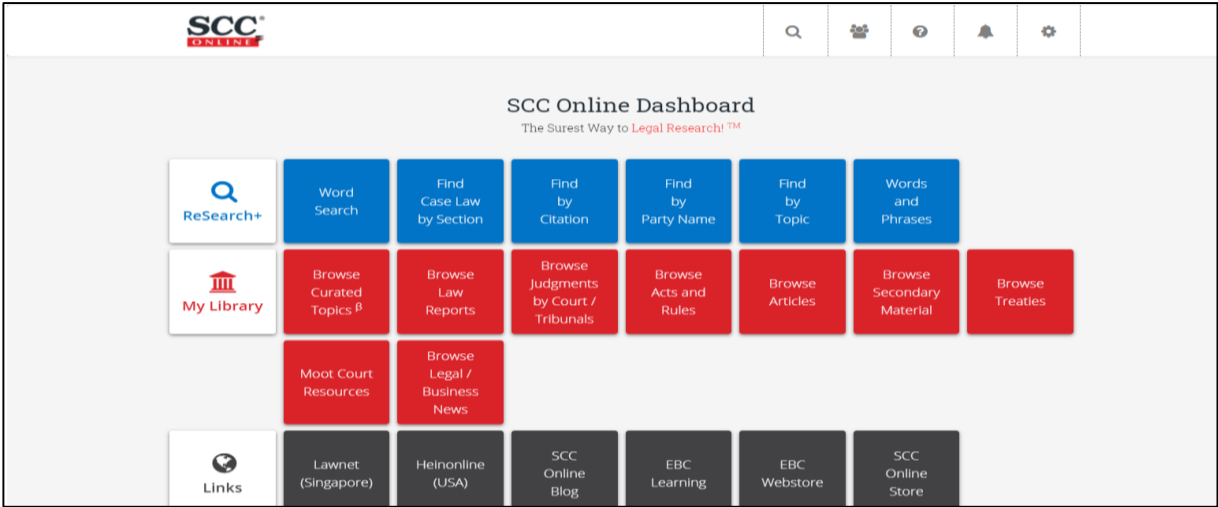 SCC®
ONLINE
SCC Online Dashboard
The Surest Way to Legal Research! TM
ReSearch+
Word
Search
Find
Case Law
by Section
Find
by
Citation
Find
by
Party Name
Find
by
Topic
Words
and
Phrases
My Library
Browse
Curated
Topics β
Browse
Law
Reports
Browse
Judgments
by Court /
Tribunals
Browse
Acts and
Rules
Browse
Articles
Browse
Secondary
Material
Browse
Treaties
Moot Court
Resources
Browse
Legal /
Business
News
Links
Lawnet
(Singapore)
Heinonline
(USA)
SCC
Online
Blog
EBC
Learning
EBC
Webstore
SCC
Online
Store